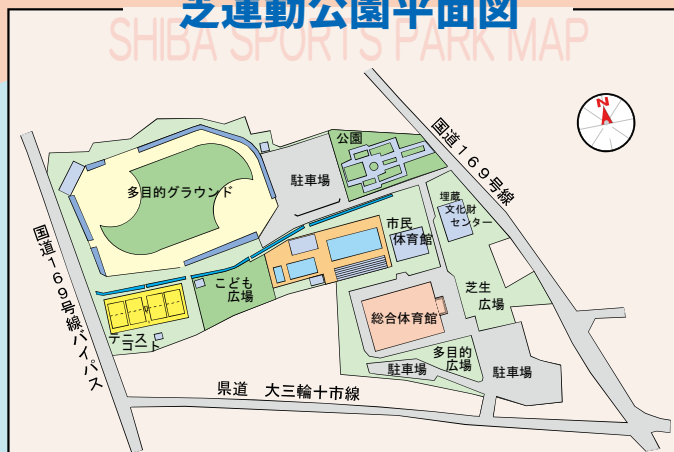 芝運動公園平面図
SHIBA SPORTS PARK MAP
N
公園
国道169号線
駐車場
多目的グラウンド
埋蔵
文化財
センター
市民
体育館
国道169号線バイパス
こども
広場
芝生
広場
総合体育館
テニス
コート
多目的
広場
駐車場
駐車場
県道 大三輪十市線